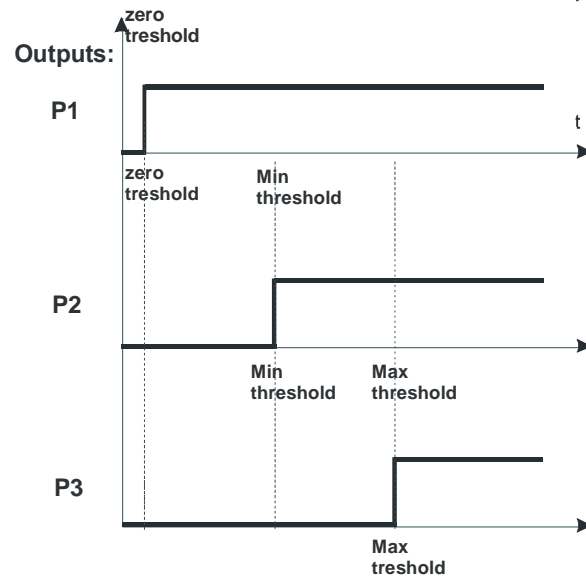 zero
treshold
Outputs:
P1
t
zero
treshold
Min
threshold
P2
Min
threshold
Max
threshold
P3
Max
treshold